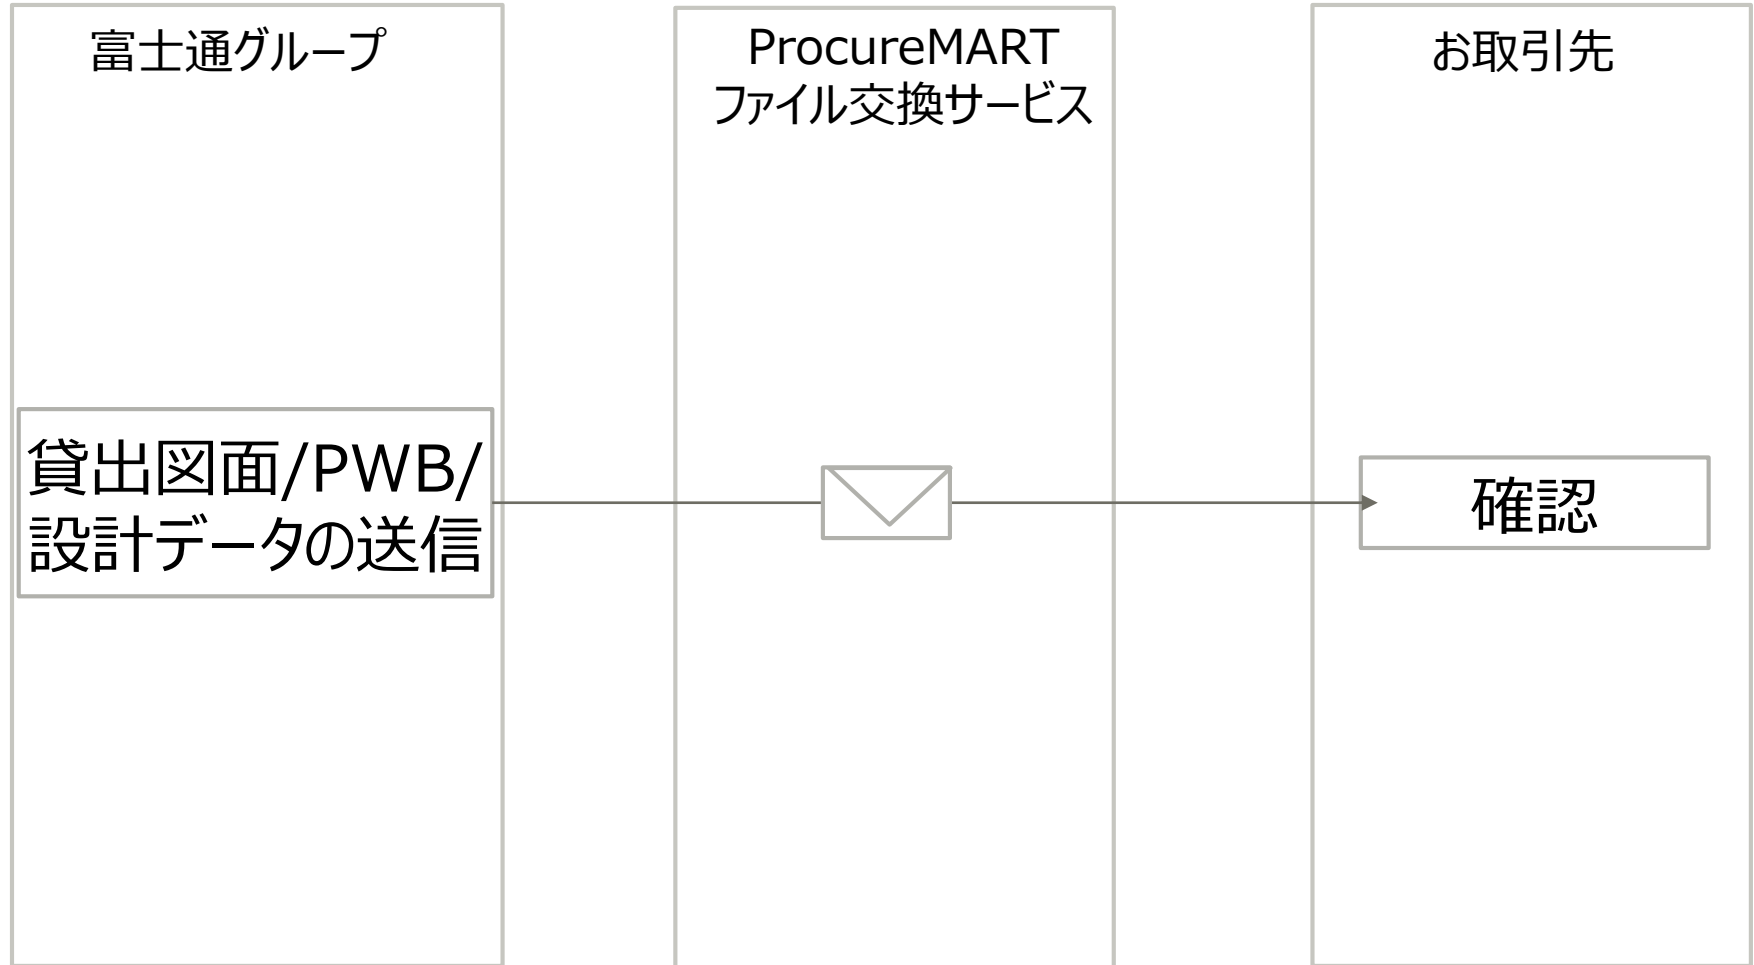 富士通グループ
ProcureMART
ファイル交換サービス
お取引先
貸出図面/PWB/
設計データの送信
確認